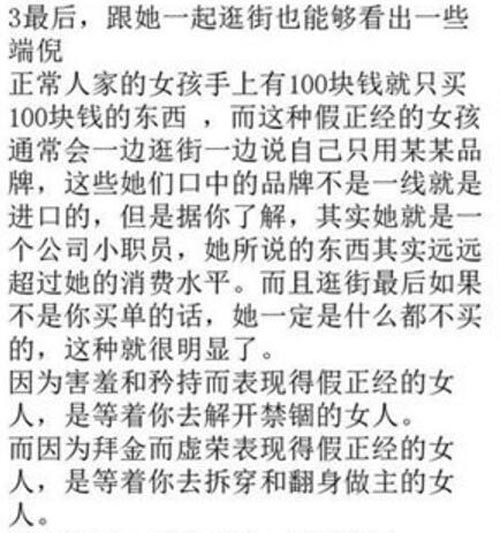 3最后，跟她一起逛街也能够看出一些
端倪
正常人家的女孩手上有100块钱就只买
100块钱的东西 ，而这种假正经的女孩
通常会一边逛街一边说自己只用某某品
牌，这些她们口中的品牌不是一线就是
进口的，但是据你了解，其实她就是一
个公司小职员，她所说的东西其实远远
超过她的消费水平。而且逛街最后如果
不是你买单的话，她一定是什么都不买
的，这种就很明显了。
因为害羞和矜持而表现得假正经的女
人，是等着你去解开禁锢的女人。
而因为拜金而虚荣表现得假正经的女
人，是等着你去拆穿和翻身做主的女
人。